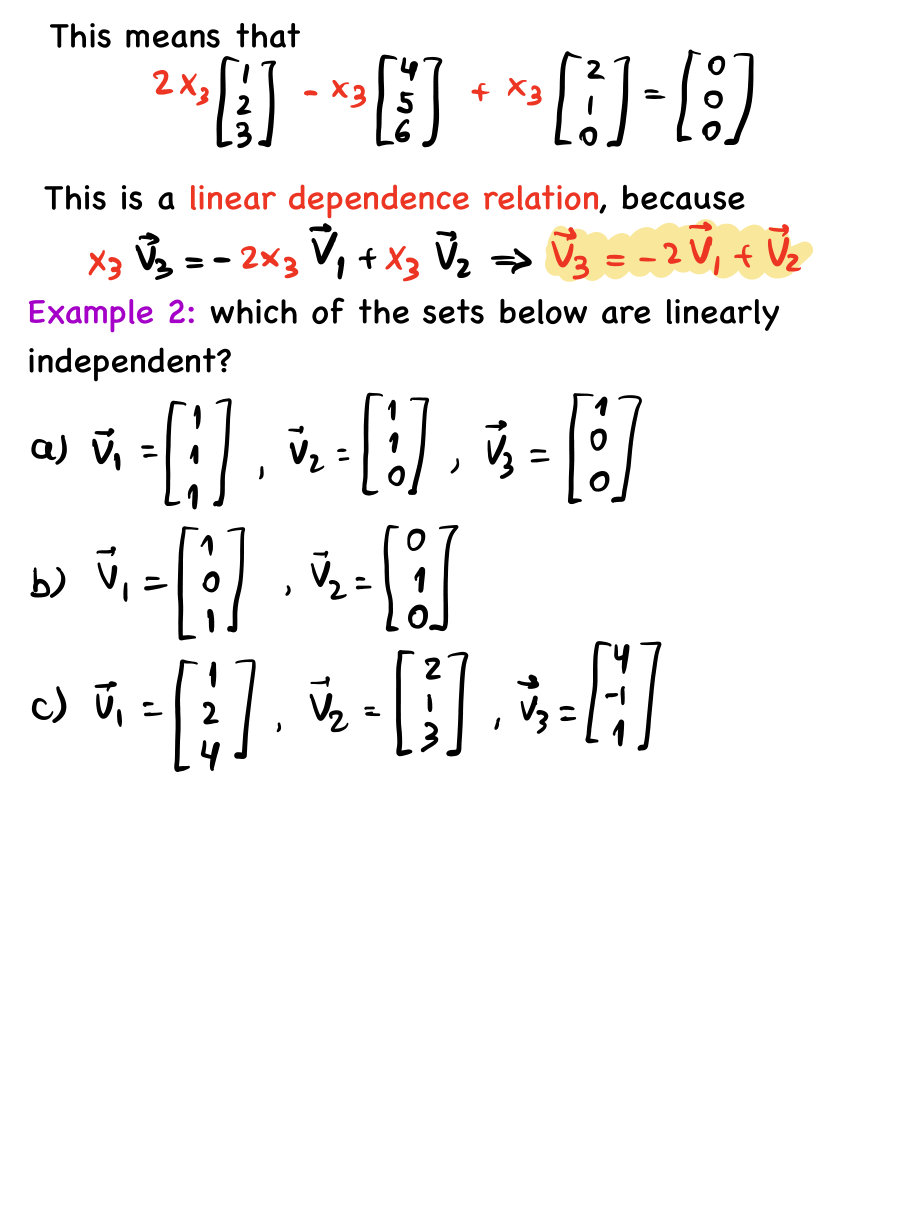 This means that
2x₃ [1 2 3] - x₃ [4 5 6] + x₃ [2 1 0] = [0 0 0]
This is a linear dependence relation, because
x₃ v⃗₃ = - 2x₃ v⃗₁ + x₃ v⃗₂ ⇒ v⃗₃ = -2 v⃗₁ + v⃗₂
Example 2: which of the sets below are linearly
independent?
a) v⃗₁ = [1 1 1], v⃗₂ = [1 1 0], v⃗₃ = [1 0 0]
b) v⃗₁ = [1 0 1], v⃗₂ = [0 1 0]
c) v⃗₁ = [1 2 4], v⃗₂ = [2 1 3], v⃗₃ = [4 -1 1]